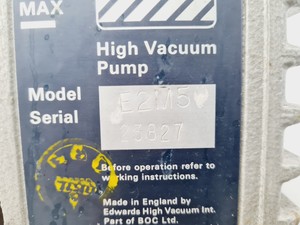 MAX
High Vacuum
Pump
Model E2M5
Serial
Before operation refer to
working instructions.
Made in England by
Edwards High Vacuum Int.
Part of BOC Ltd.